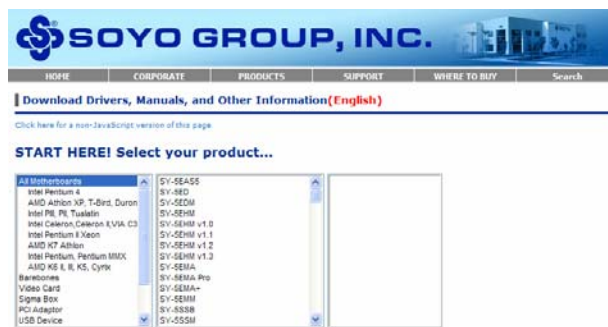 SOYO GROUP, INC.
HOME CORPORATE PRODUCTS SUPPORT WHERE TO BUY Search
Download Drivers, Manuals, and Other Information(English)
Click here for a non-JavaScript version of this page
START HERE! Select your product...
All Motherboards
Intel Pentium 4
AMD Athlon XP, T-Bird, Duron
Intel PIII, PII, Tualatin
Intel Celeron,Celeron II,VIA C3
Intel Pentium II Xeon
AMD K7 Athlon
Intel Pentium, Pentium MMX
AMD K6 II, III, K5, Cyrix
Barebones
Video Card
Sigma Box
PCI Adaptor
USB Device
SY-5EAS5
SY-5ED
SY-5EDM
SY-5EHM
SY-5EHM v1.0
SY-5EHM v1.1
SY-5EHM v1.2
SY-5EHM v1.3
SY-5EMA
SY-5EMA Pro
SY-5EMA+
SY-5EMM
SY-5SSB
SY-5SSM